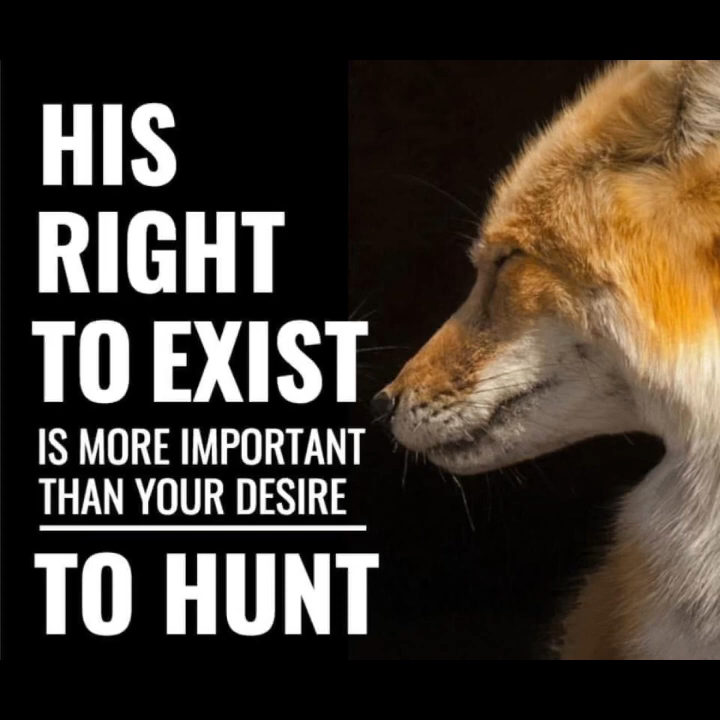 HIS
RIGHT
TO EXIST
IS MORE IMPORTANT
THAN YOUR DESIRE
TO HUNT